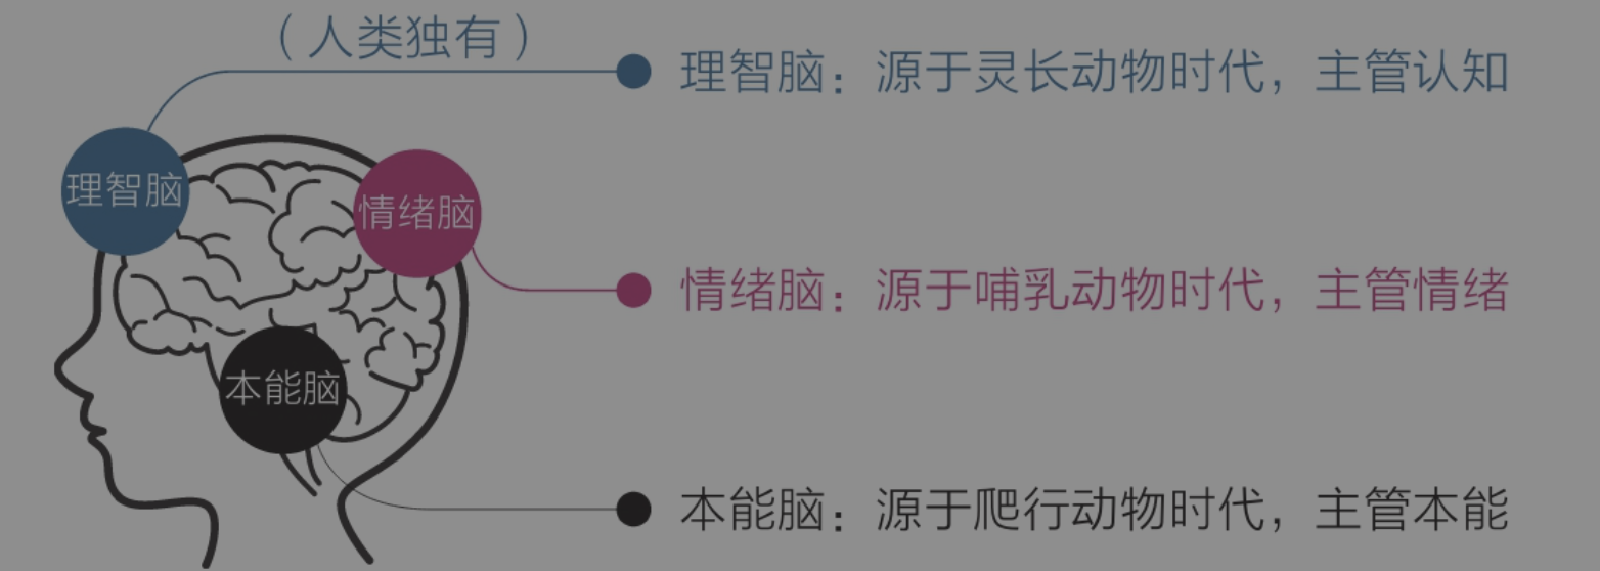 （人类独有）
理智脑：源于灵长动物时代，主管认知
理智脑
情绪脑
情绪脑：源于哺乳动物时代，主管情绪
本能脑
本能脑：源于爬行动物时代，主管本能